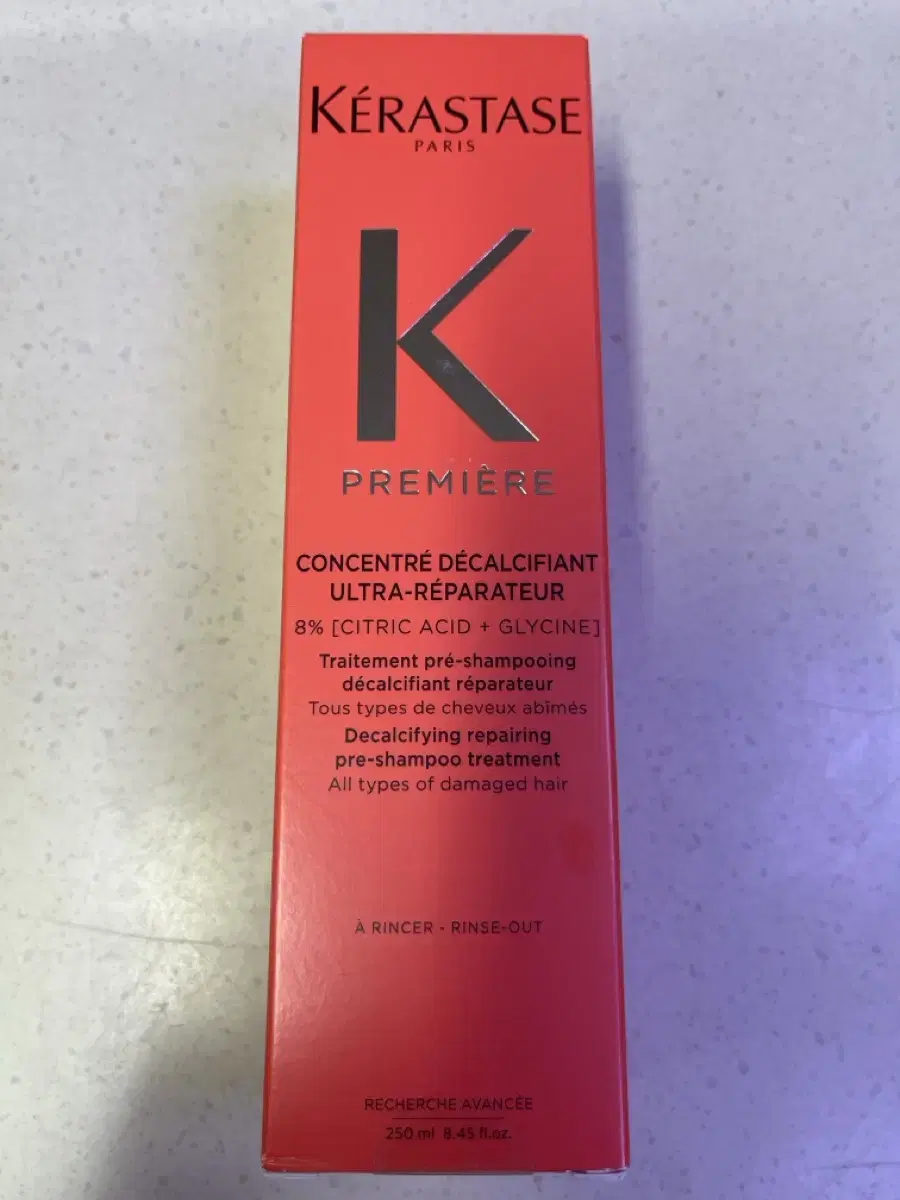 KÉRASTASE
PARIS
K
PREMIÈRE
CONCENTRÉ DÉCALCIFIANT
ULTRA-RÉPARATEUR
8% [CITRIC ACID + GLYCINE]
Traitement pré-shampooing
décalcifiant réparateur
Tous types de cheveux abîmés
Decalcifying repairing
pre-shampoo treatment
All types of damaged hair
À RINCER - RINSE-OUT
RECHERCHE AVANCÉE
250 ml 8.45 fl.oz.